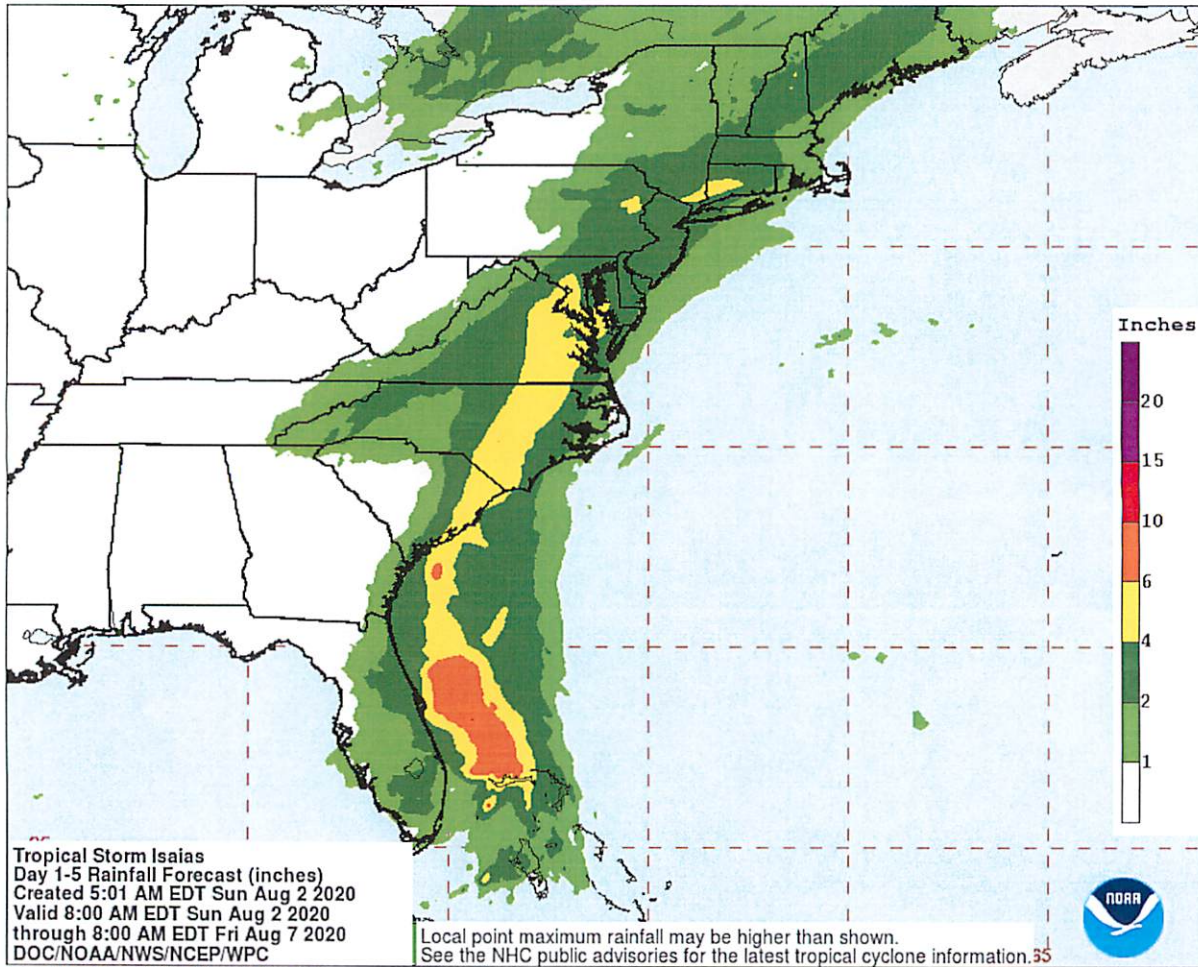 Inches
20
15
10
6
4
2
1
Tropical Storm Isaias
Day 1-5 Rainfall Forecast (inches)
Created 5:01 AM EDT Sun Aug 2 2020
Valid 8:00 AM EDT Sun Aug 2 2020
through 8:00 AM EDT Fri Aug 7 2020
DOC/NOAA/NWS/NCEP/WPC
Local point maximum rainfall may be higher than shown.
See the NHC public advisories for the latest tropical cyclone information.
NOAA